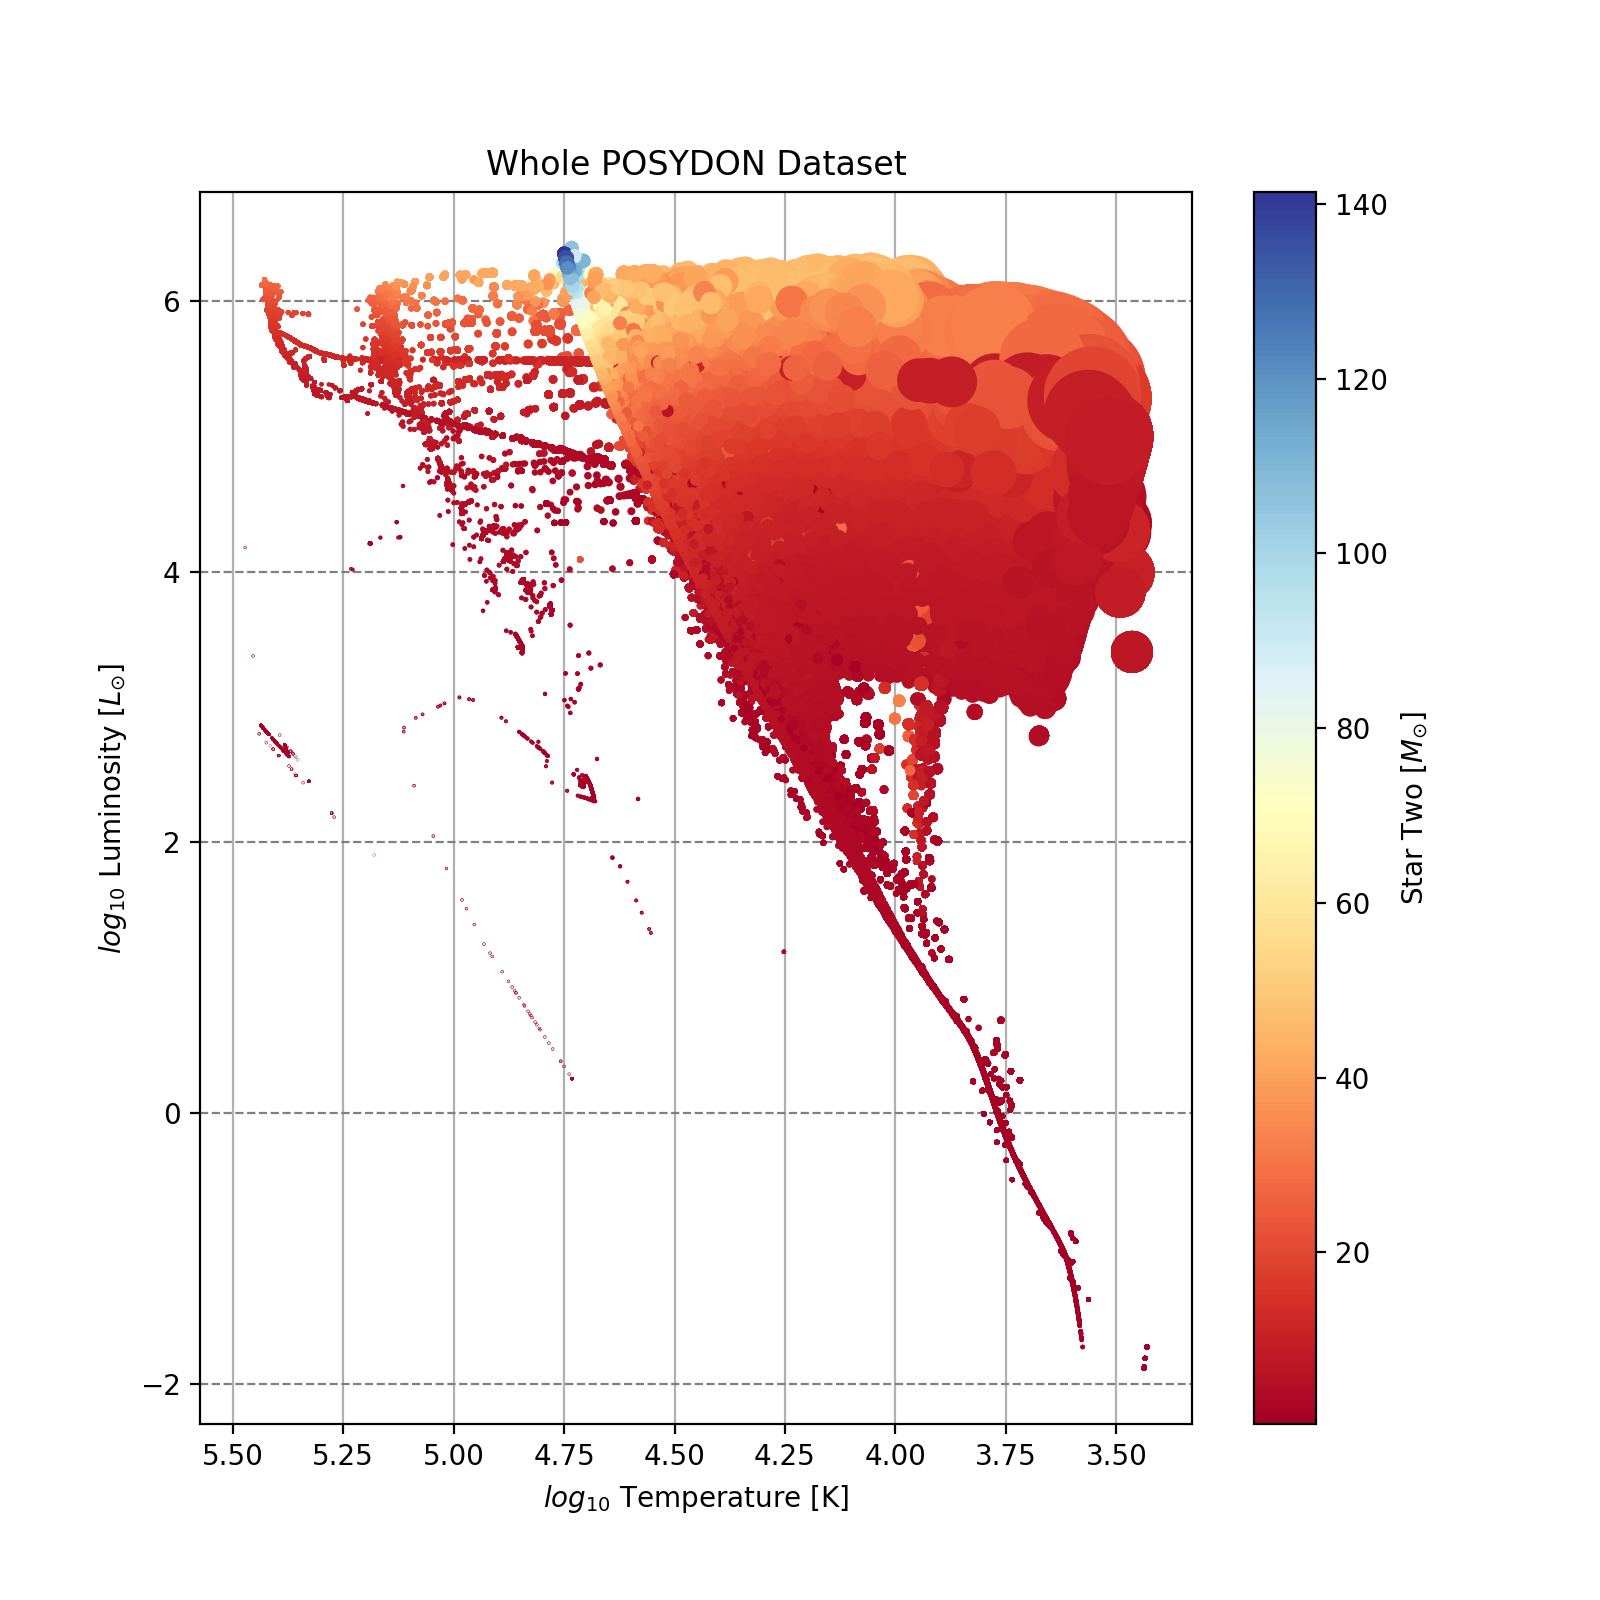 Whole POSYDON Dataset
6
4
2
0
−2
log₁₀ Luminosity [L☉]
5.50 5.25 5.00 4.75 4.50 4.25 4.00 3.75 3.50
log₁₀ Temperature [K]
140
120
100
80
60
40
20
Star Two [M☉]